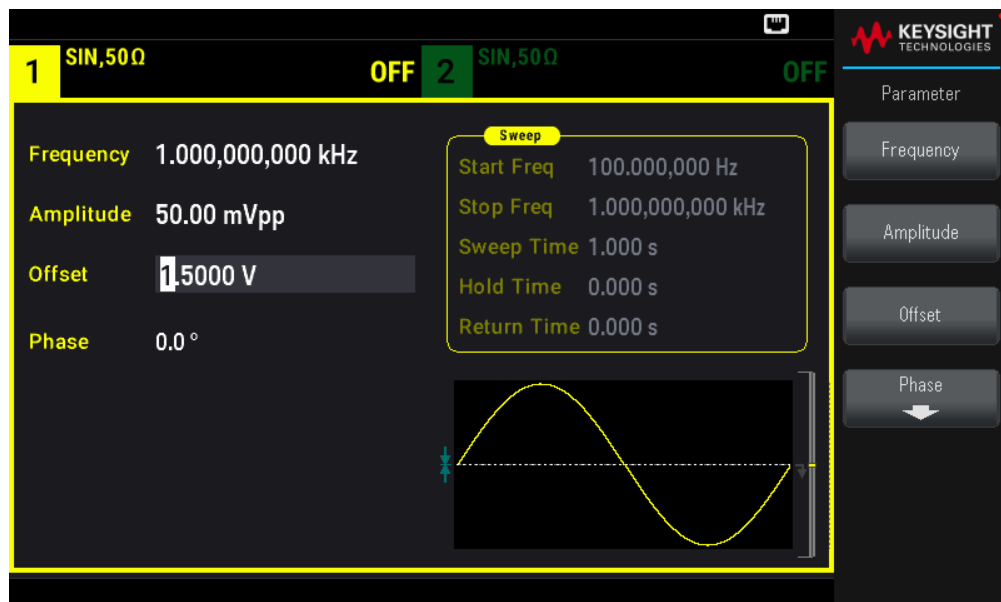 KEYSIGHT
TECHNOLOGIES
1 SIN,50Ω OFF
2 SIN,50Ω OFF
Parameter
Frequency 1.000,000,000 kHz
Amplitude 50.00 mVpp
Offset 1.5000 V
Phase 0.0 °
Sweep
Start Freq 100.000,000 Hz
Stop Freq 1.000,000,000 kHz
Sweep Time 1.000 s
Hold Time 0.000 s
Return Time 0.000 s
Frequency
Amplitude
Offset
Phase